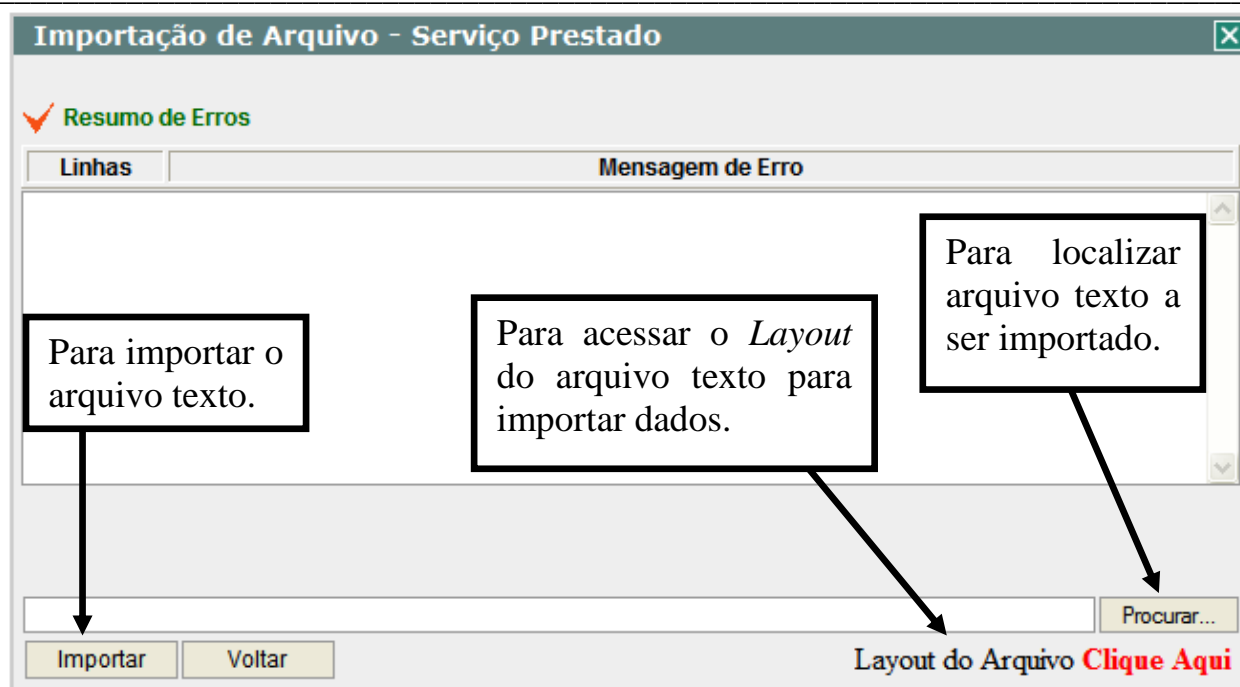 Importação de Arquivo - Serviço Prestado
Resumo de Erros
Linhas Mensagem de Erro
Para localizar
arquivo texto a
ser importado.
Para acessar o Layout
do arquivo texto para
importar dados.
Para importar o
arquivo texto.
Procurar...
Importar Voltar Layout do Arquivo Clique Aqui